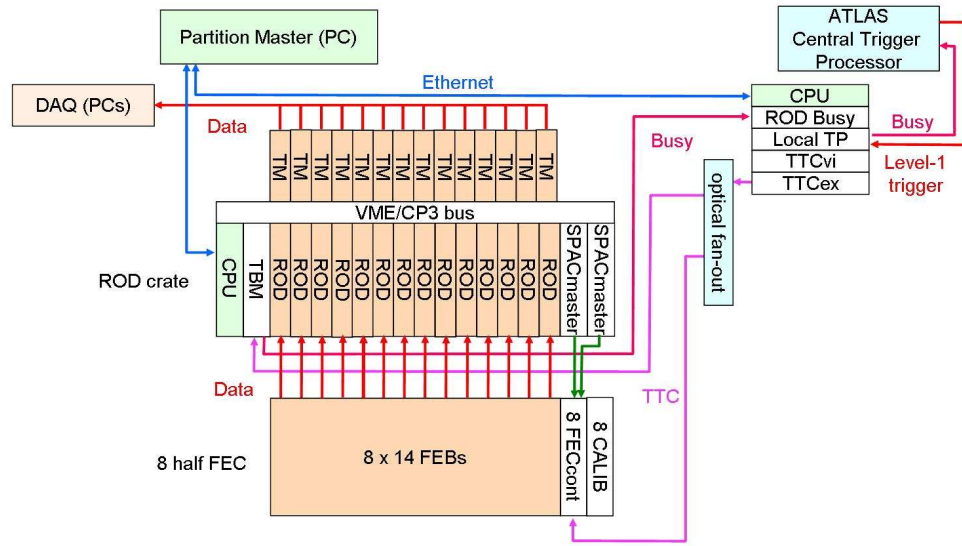 ATLAS
Central Trigger
Processor
Partition Master (PC)
Ethernet
DAQ (PCs)
Data
CPU
ROD Busy
Local TP
TTCvi
TTCex
Busy
Busy
Level-1
trigger
TM
TM
TM
TM
TM
TM
TM
TM
TM
TM
TM
TM
TM
TM
VME/CP3 bus
optical fan-out
ROD crate
CPU
TBM
ROD
ROD
ROD
ROD
ROD
ROD
ROD
ROD
ROD
ROD
ROD
ROD
ROD
ROD
SPACmaster
SPACmaster
Data
TTC
8 half FEC
8 x 14 FEBs
8 FECcont
8 CALIB